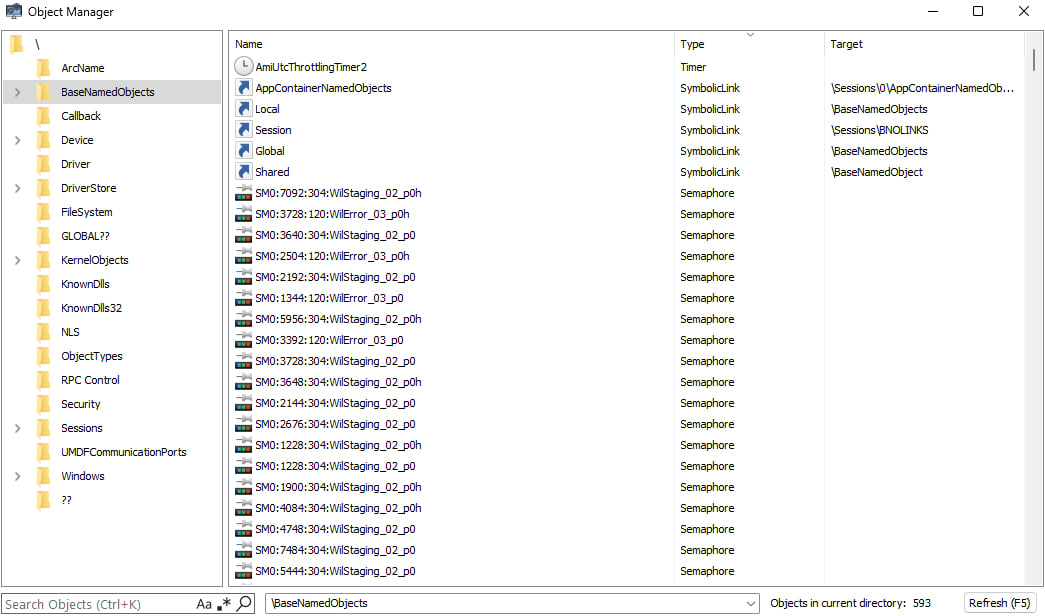 Object Manager
\
ArcName
BaseNamedObjects
Callback
Device
Driver
DriverStore
FileSystem
GLOBAL??
KernelObjects
KnownDlls
KnownDlls32
NLS
ObjectTypes
RPC Control
Security
Sessions
UMDFCommunicationPorts
Windows
??
Name Type Target
AmiUtcThrottlingTimer2 Timer
AppContainerNamedObjects SymbolicLink \Sessions\0\AppContainerNamedOb...
Local SymbolicLink \BaseNamedObjects
Session SymbolicLink \Sessions\BNOLINKS
Global SymbolicLink \BaseNamedObjects
Shared SymbolicLink \BaseNamedObject
SM0:7092:304:WilStaging_02_p0h Semaphore
SM0:3728:120:WilError_03_p0h Semaphore
SM0:3640:304:WilStaging_02_p0 Semaphore
SM0:2504:120:WilError_03_p0h Semaphore
SM0:2192:304:WilStaging_02_p0 Semaphore
SM0:1344:120:WilError_03_p0 Semaphore
SM0:5956:304:WilStaging_02_p0h Semaphore
SM0:3392:120:WilError_03_p0 Semaphore
SM0:3728:304:WilStaging_02_p0 Semaphore
SM0:3648:304:WilStaging_02_p0h Semaphore
SM0:2144:304:WilStaging_02_p0 Semaphore
SM0:2676:304:WilStaging_02_p0 Semaphore
SM0:1228:304:WilStaging_02_p0h Semaphore
SM0:1228:304:WilStaging_02_p0 Semaphore
SM0:1900:304:WilStaging_02_p0h Semaphore
SM0:4084:304:WilStaging_02_p0h Semaphore
SM0:4748:304:WilStaging_02_p0 Semaphore
SM0:7484:304:WilStaging_02_p0 Semaphore
SM0:5444:304:WilStaging_02_p0 Semaphore
Search Objects (Ctrl+K) Aa .* \BaseNamedObjects Objects in current directory: 593 Refresh (F5)